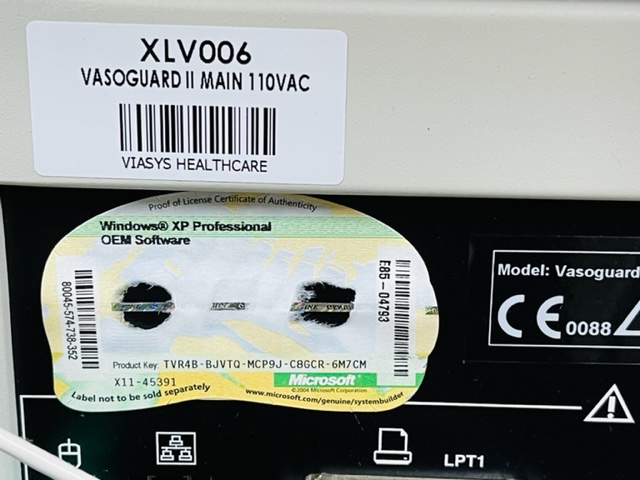 XLV006
VASOGUARD II MAIN 110VAC
VIASYS HEALTHCARE
Proof of License Certificate of Authenticity
Windows® XP Professional
OEM Software
80045-574-738-352
E85-04793
Product Key: TVR4B-BJVTQ-MCP9J-C8GCR-6M7CM
X11-45391
Microsoft®
©2004 Microsoft Corporation
Label not to be sold separately
www.microsoft.com/genuine/systembuilder
Model: Vasoguard
CE 0088
LPT1